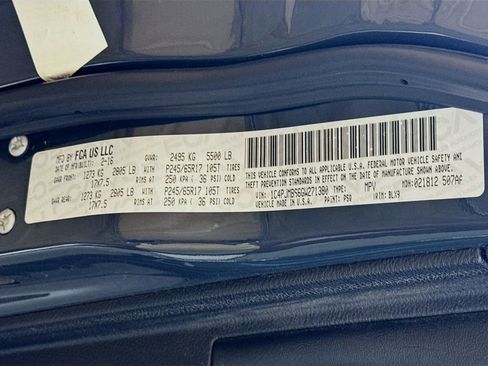 MFD BY FCA US LLC
DATE OF MFR(BUILT): 2-16 GVWR: 2495 KG 5500 LB
GAWR FRONT: 1273 KG 2805 LB WITH P245/65R17 105T TIRES
17X7.5 RIMS AT 250 KPA ( 36 PSI COLD
GAWR REAR: 1273 KG 2805 LB WITH P245/65R17 105T TIRES
17X7.5 RIMS AT 250 KPA ( 36 PSI COLD
THIS VEHICLE CONFORMS TO ALL APPLICABLE U.S.A. FEDERAL MOTOR VEHICLE SAFETY AND
THEFT PREVENTION STANDARDS IN EFFECT ON THE DATE OF MANUFACTURE SHOWN ABOVE.
VIN: MPV MDH: 021812 507AF
MADE IN U.S.A. PAINT: PSD TRIM: BLX9